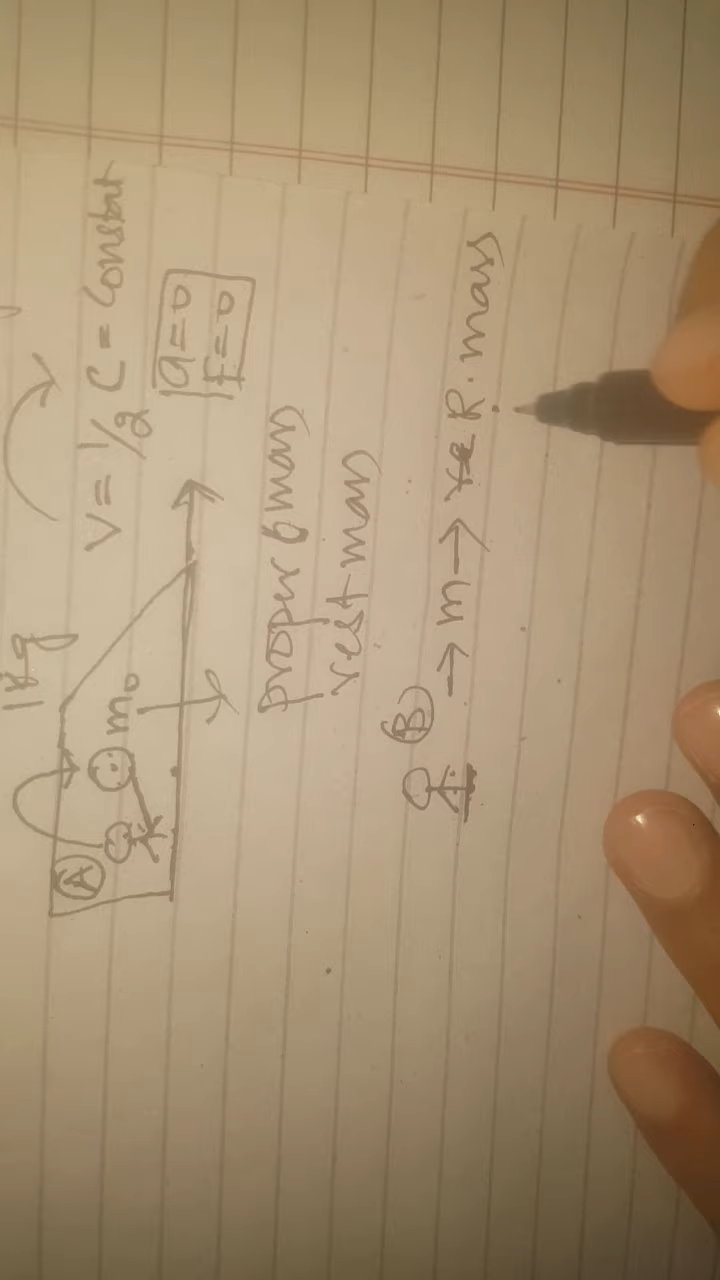 1kg
V = 1/2 C = Constant
a=0
F=0
A
m₀
proper mass
rest mass
B → m → R. mass